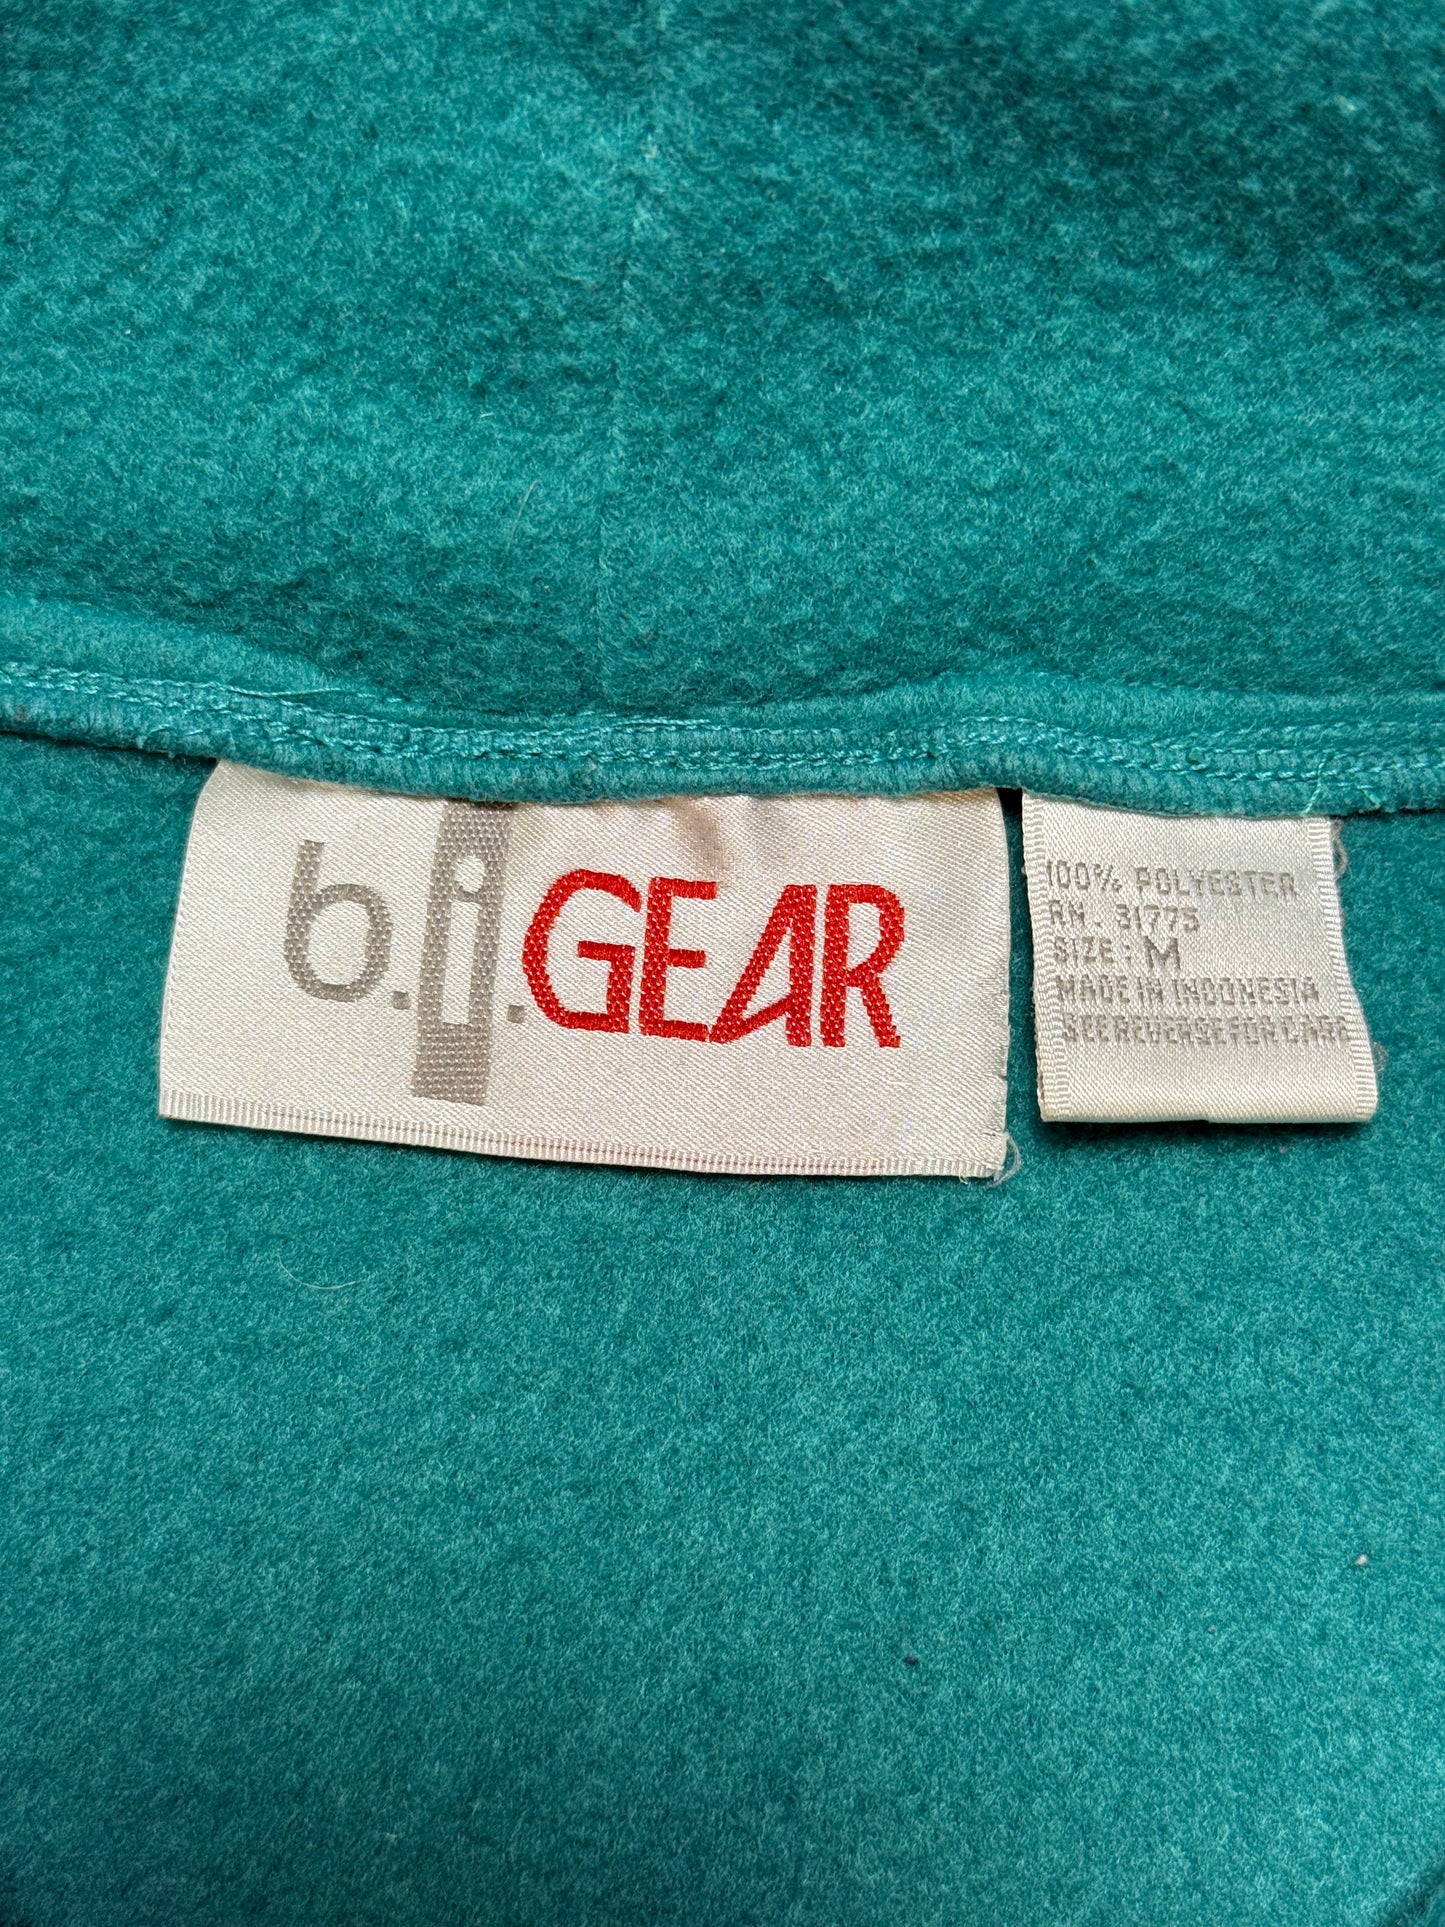 b.i.GEAR
100% POLYESTER
RN. 31775
SIZE: M
MADE IN INDONESIA
SEE REVERSE FOR CARE